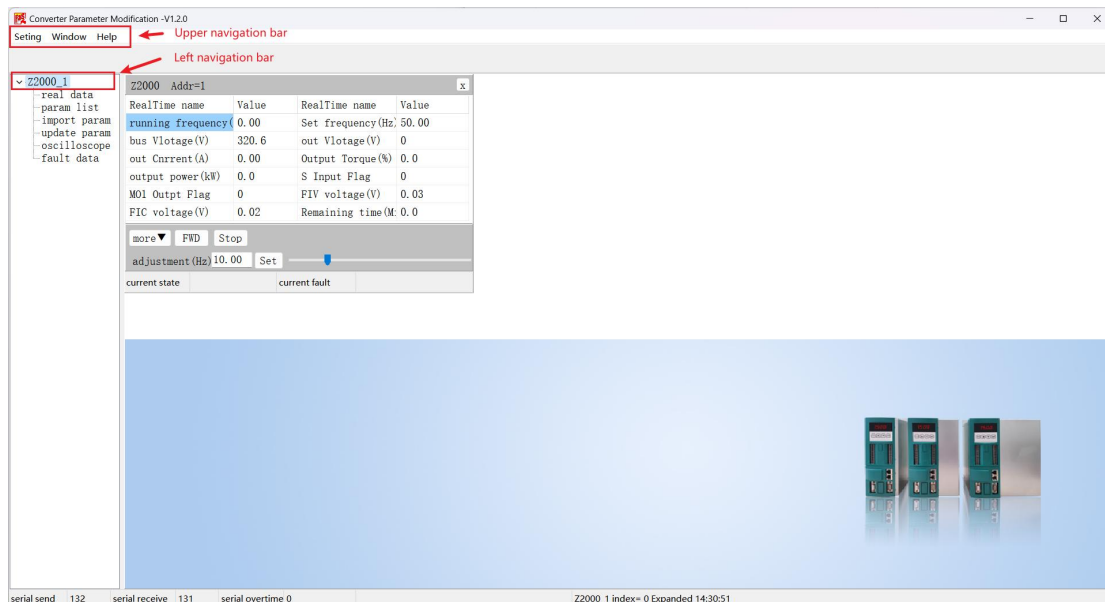 Converter Parameter Modification -V1.2.0
Seting Window Help
Upper navigation bar
Left navigation bar
Z2000_1
real data
param list
import param
update param
oscilloscope
fault data
Z2000 Addr=1 x
RealTime name Value RealTime name Value
running frequency( 0.00 Set frequency(Hz) 50.00
bus Vlotage(V) 320.6 out Vlotage(V) 0
out Cnrrent(A) 0.00 Output Torque(%) 0.0
output power(kW) 0.0 S Input Flag 0
MO1 Outpt Flag 0 FIV voltage(V) 0.03
FIC voltage(V) 0.02 Remaining time(M: 0.0
more▼ FWD Stop
adjustment(Hz) 10.00 Set
current state current fault
serial send 132 serial receive 131 serial overtime 0 Z2000_1 index= 0 Expanded 14:30:51